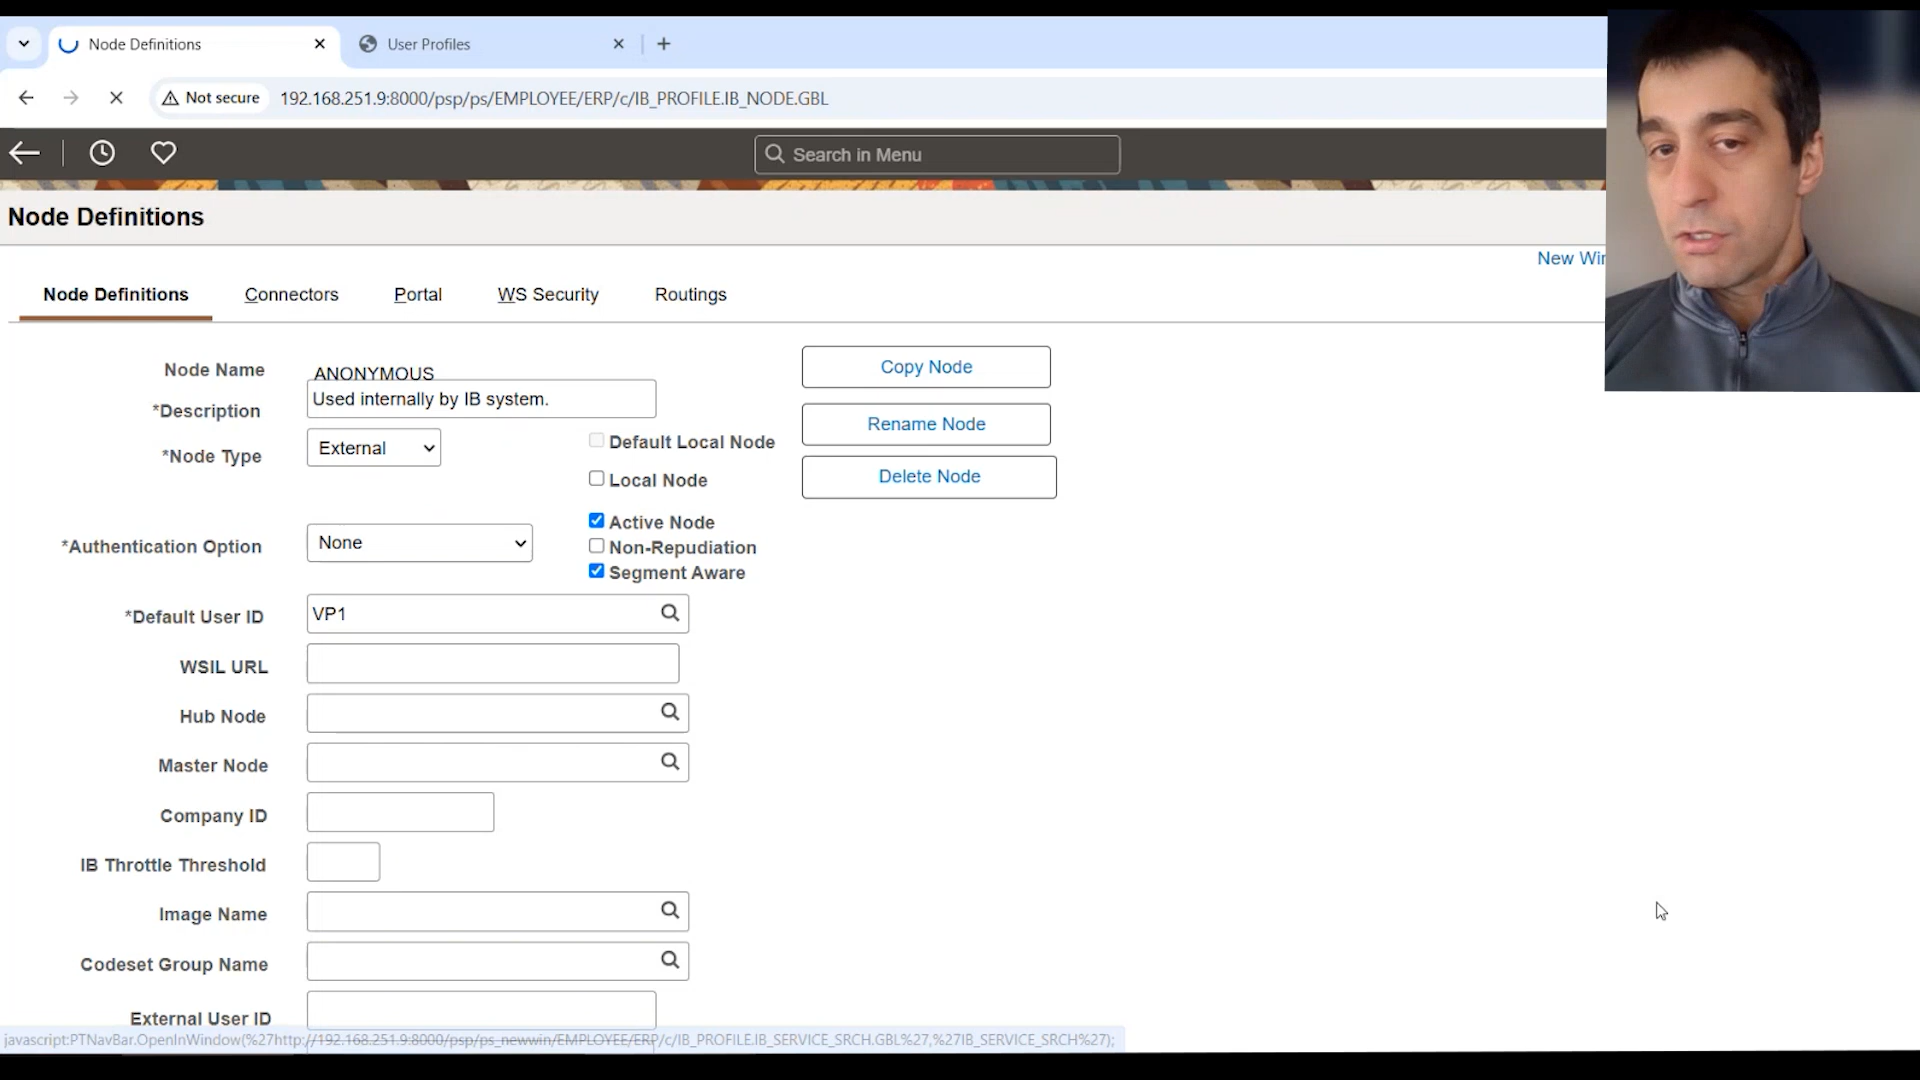 Node Definitions
User Profiles
Not secure
192.168.251.9:8000/psp/ps/EMPLOYEE/ERP/c/IB_PROFILE.IB_NODE.GBL
Search in Menu
Node Definitions
New Wir
Node Definitions
Connectors
Portal
WS Security
Routings
Node Name
ANONYMOUS
Copy Node
*Description
Used internally by IB system.
Rename Node
*Node Type
External
Default Local Node
Delete Node
Local Node
*Authentication Option
None
Active Node
Non-Repudiation
Segment Aware
*Default User ID
VP1
WSIL URL
Hub Node
Master Node
Company ID
IB Throttle Threshold
Image Name
Codeset Group Name
External User ID
javascript:PTNavBar.OpenInWindow(%27http://192.168.251.9:8000/psp/ps_newwin/EMPLOYEE/ERP/c/IB_PROFILE.IB_SERVICE_SRCH.GBL%27,%27IB_SERVICE_SRCH%27);